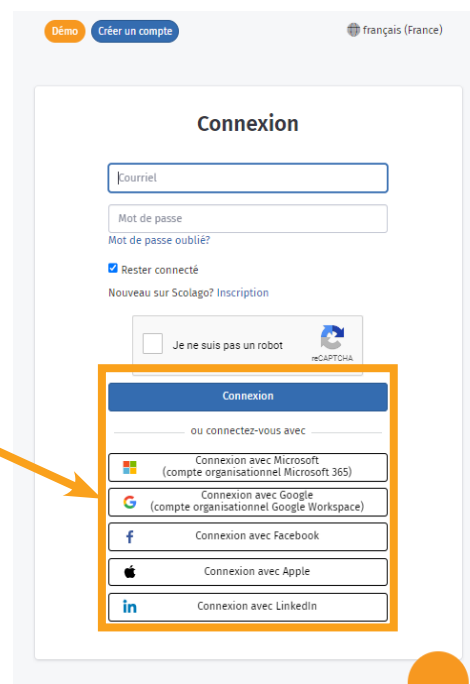 Démo Créer un compte français (France)
Connexion
Courriel
Mot de passe
Mot de passe oublié?
Rester connecté
Nouveau sur Scolago? Inscription
Je ne suis pas un robot
reCAPTCHA
Connexion
ou connectez-vous avec
Connexion avec Microsoft
(compte organisationnel Microsoft 365)
Connexion avec Google
(compte organisationnel Google Workspace)
Connexion avec Facebook
Connexion avec Apple
Connexion avec LinkedIn